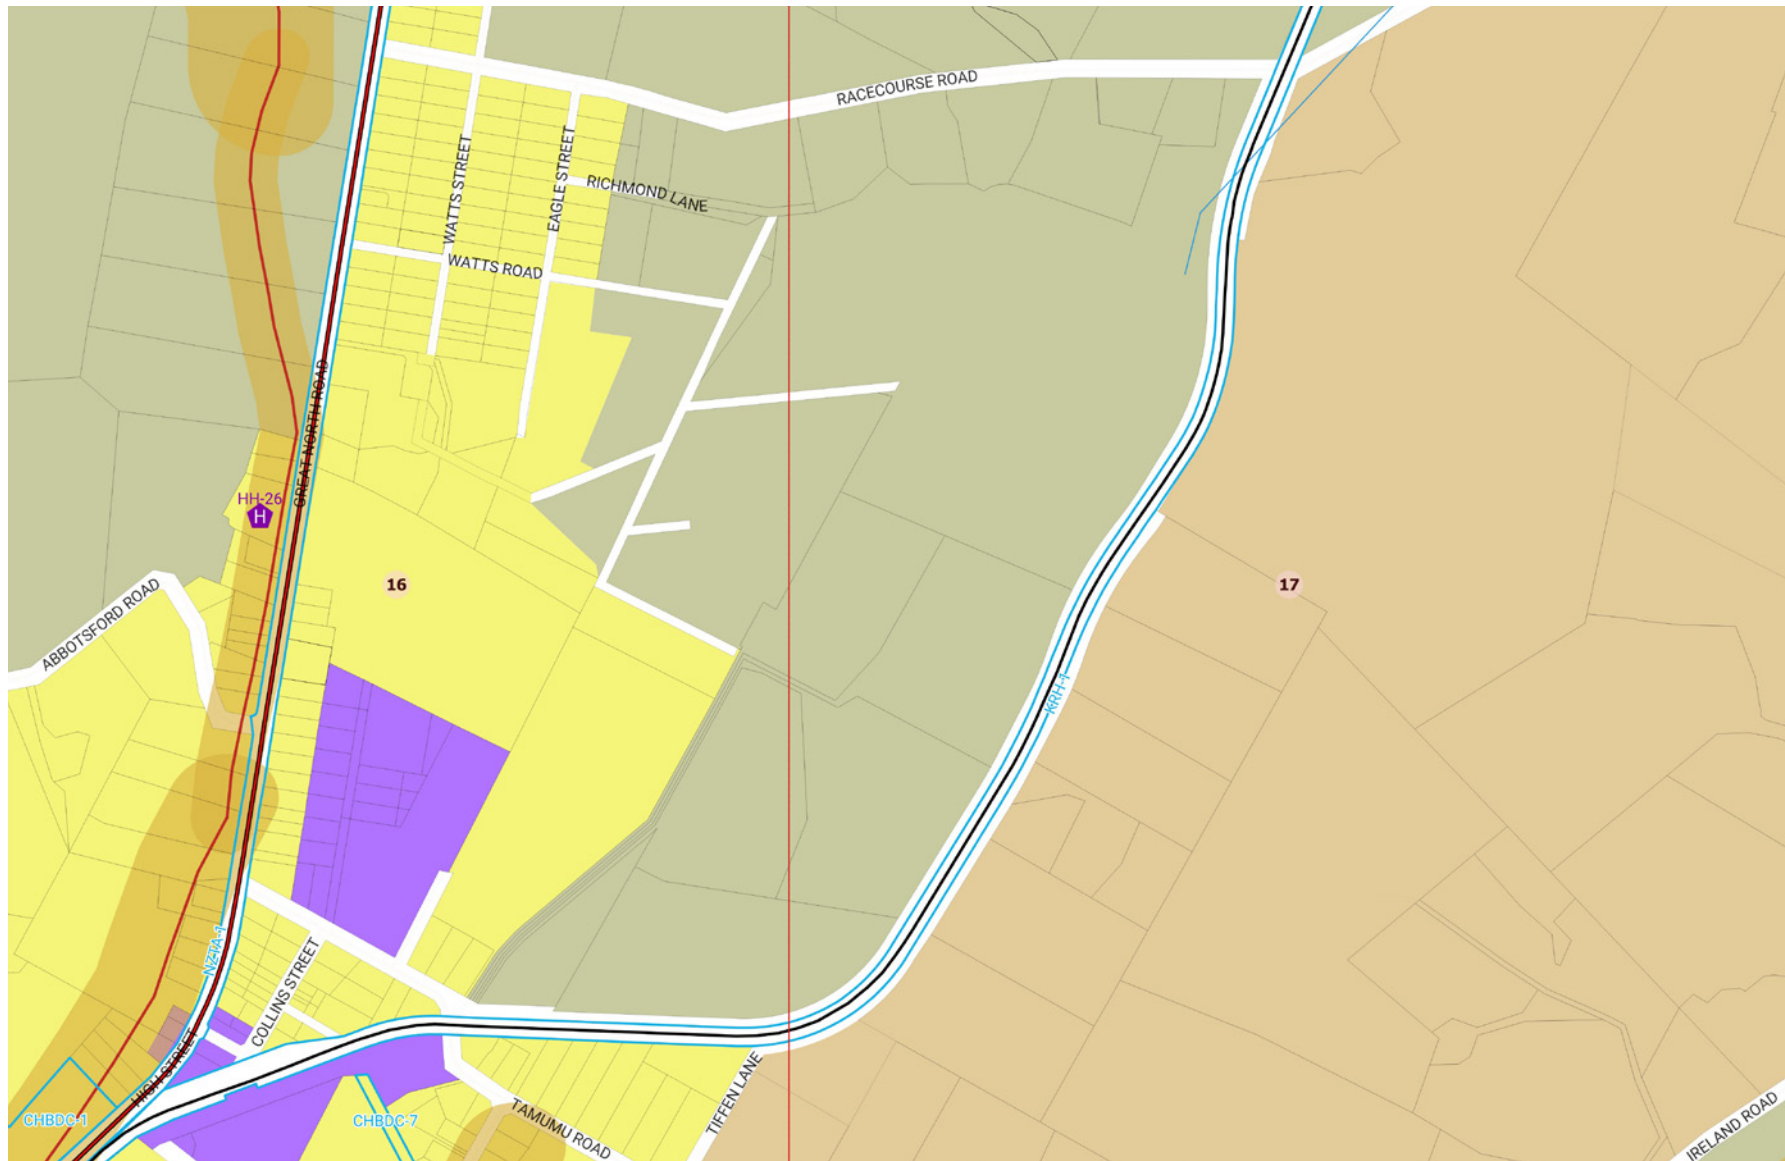 RACECOURSE ROAD
WATTS STREET
EAGLE STREET
RICHMOND LANE
WATTS ROAD
GREAT NORTH ROAD
HH-26
H
16
17
ABBOTSFORD ROAD
KRH-1
NZTA-1
COLLINS STREET
HIGH STREET
CHBDC-1
CHBDC-7
TAMUMU ROAD
TIFFEN LANE
IRELAND ROAD